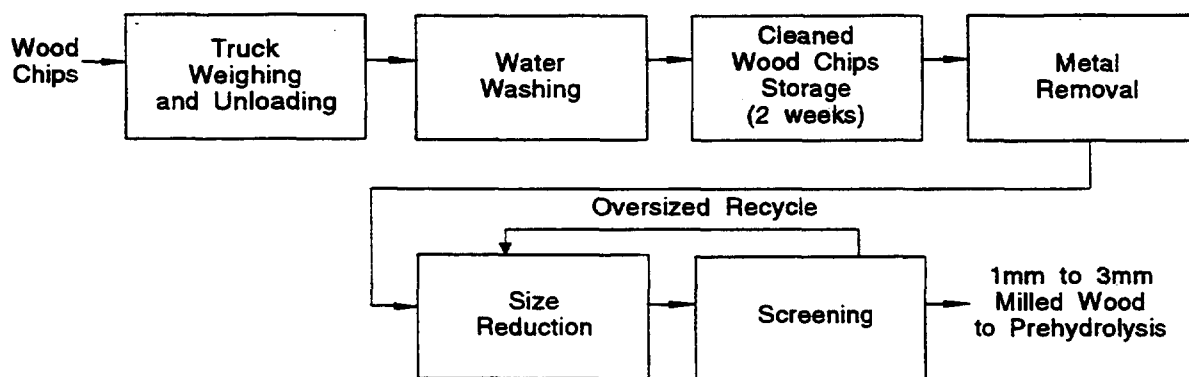 Wood
Chips
Truck
Weighing
and Unloading
Water
Washing
Cleaned
Wood Chips
Storage
(2 weeks)
Metal
Removal
Oversized Recycle
Size
Reduction
Screening
1mm to 3mm
Milled Wood
to Prehydrolysis